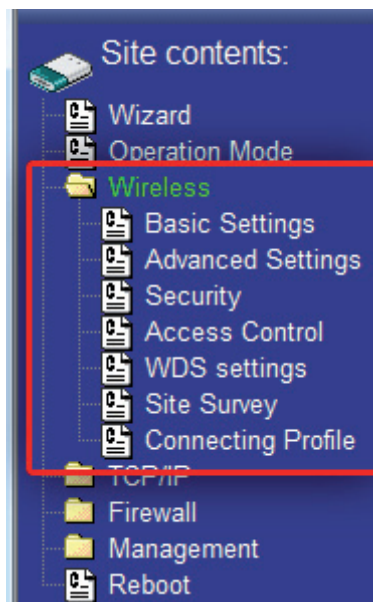 Site contents:
Wizard
Operation Mode
Wireless
Basic Settings
Advanced Settings
Security
Access Control
WDS settings
Site Survey
Connecting Profile
TCP/IP
Firewall
Management
Reboot